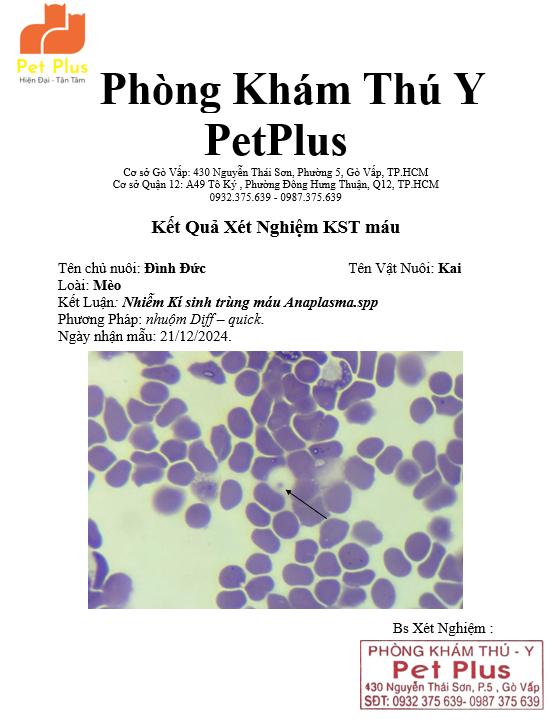 Pet Plus
Hiện Đại - Tận Tâm
Phòng Khám Thú Y
PetPlus
Cơ sở Gò Vấp: 430 Nguyễn Thái Sơn, Phường 5, Gò Vấp, TP.HCM
Cơ sở Quận 12: A49 Tô Ký , Phường Đông Hưng Thuận, Q12, TP.HCM
0932.375.639 - 0987.375.639
Kết Quả Xét Nghiệm KST máu
Tên chủ nuôi: Đình Đức Tên Vật Nuôi: Kai
Loài: Mèo
Kết Luận: Nhiễm Kí sinh trùng máu Anaplasma.spp
Phương Pháp: nhuộm Diff – quick.
Ngày nhận mẫu: 21/12/2024.
Bs Xét Nghiệm :
PHÒNG KHÁM THÚ - Y
Pet Plus
430 Nguyễn Thái Sơn, P.5 , Gò Vấp
SĐT: 0932 375 639- 0987 375 639